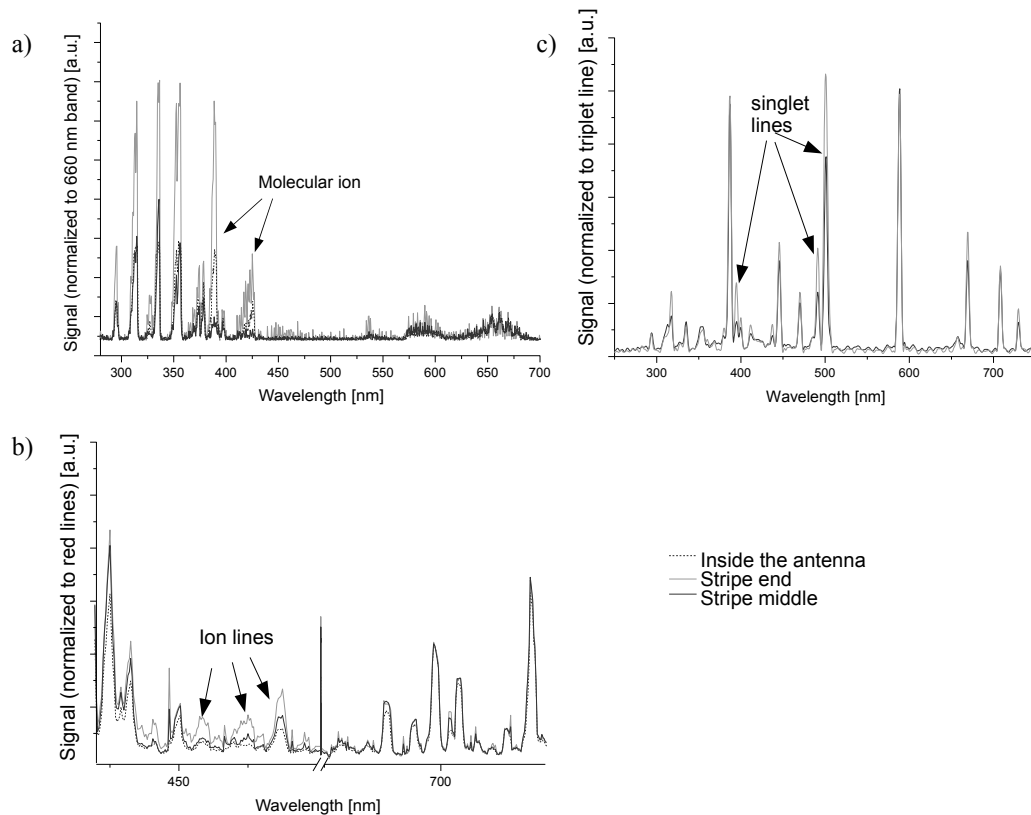 a)
Signal (normalized to 660 nm band) [a.u.]
Molecular ion
300 350 400 450 500 550 600 650 700
Wavelength [nm]
c)
Signal (normalized to triplet line) [a.u.]
singlet
lines
300 400 500 600 700
Wavelength [nm]
b)
Signal (normalized to red lines) [a.u.]
Ion lines
450 700
Wavelength [nm]
Inside the antenna
Stripe end
Stripe middle